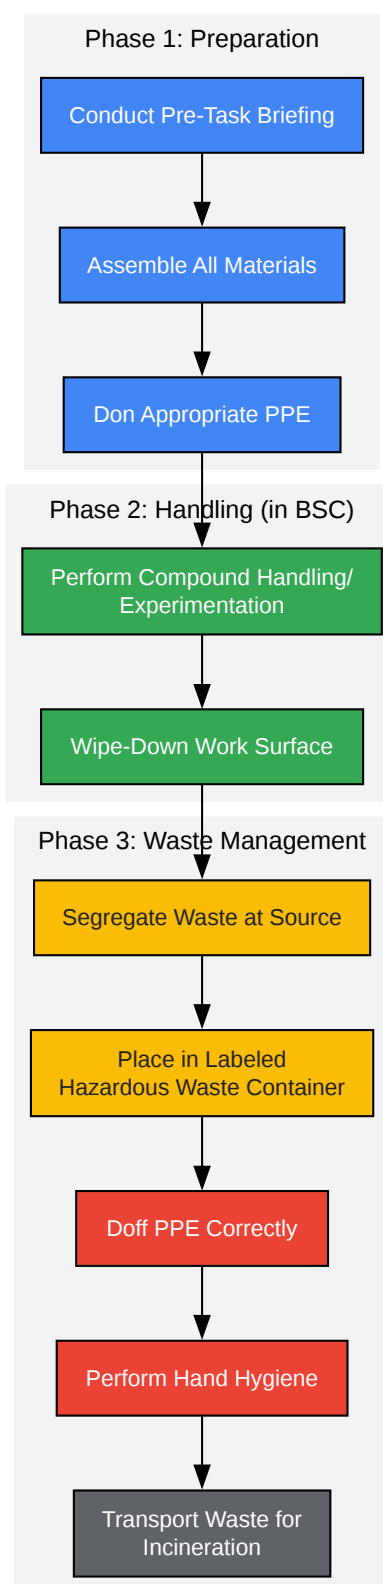 Phase 1: Preparation
Conduct Pre-Task Briefing
Assemble All Materials
Don Appropriate PPE
Phase 2: Handling (in BSC)
Perform Compound Handling/
Experimentation
Wipe-Down Work Surface
Phase 3: Waste Management
Segregate Waste at Source
Place in Labeled
Hazardous Waste Container
Doff PPE Correctly
Perform Hand Hygiene
Transport Waste for
Incineration